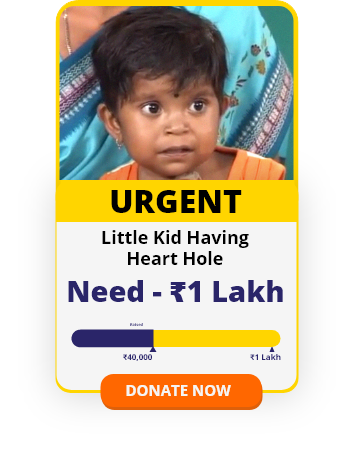 URGENT
Little Kid Having
Heart Hole
Need - ₹1 Lakh
Raised
₹40,000 ₹1 Lakh
DONATE NOW